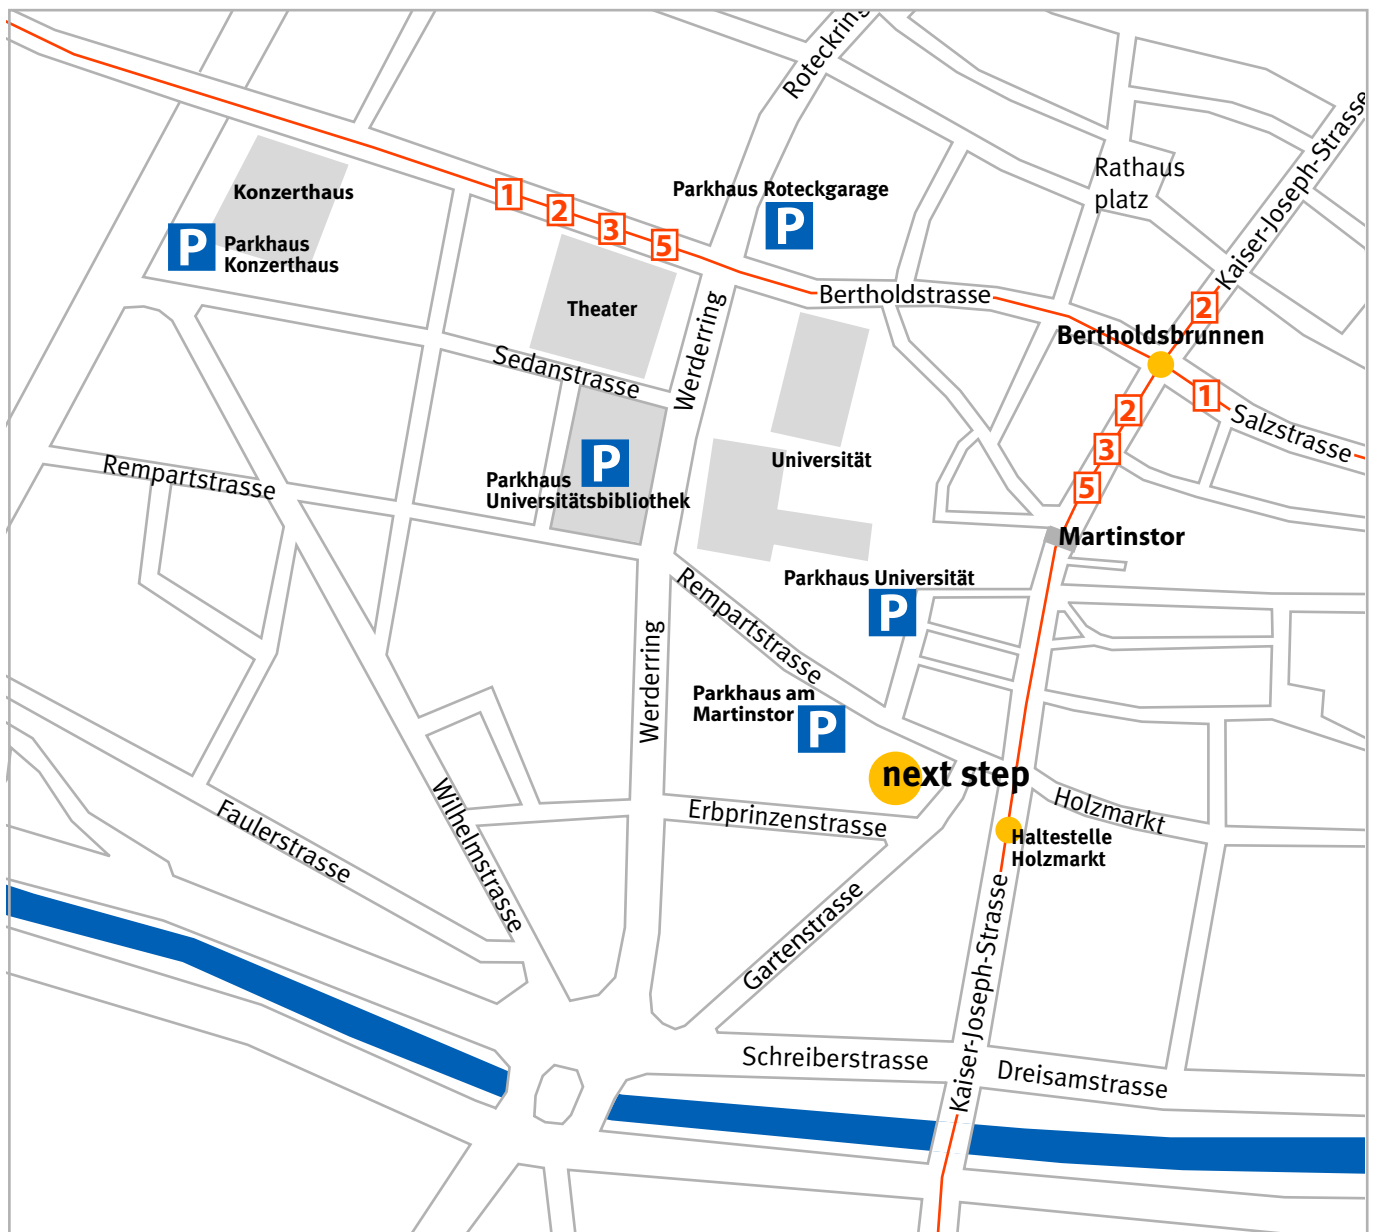 Roteckring
Kaiser-Joseph-Strasse
Rathaus
platz
Parkhaus Roteckgarage
P
Konzerthaus
P
Parkhaus
Konzerthaus
1
2
3
5
Theater
Bertholdstrasse
2
Bertholdsbrunnen
1
2
3
5
Salzstrasse
Werderring
Sedanstrasse
Universität
Rempartstrasse
P
Parkhaus
Universitätsbibliothek
Martinstor
Parkhaus Universität
P
Rempartstrasse
Werderring
Parkhaus am
Martinstor
P
next step
Holzmarkt
Erbprinzenstrasse
Haltestelle
Holzmarkt
Wilhelmstrasse
Faulerstrasse
Gartenstrasse
Kaiser-Joseph-Strasse
Schreiberstrasse
Dreisamstrasse